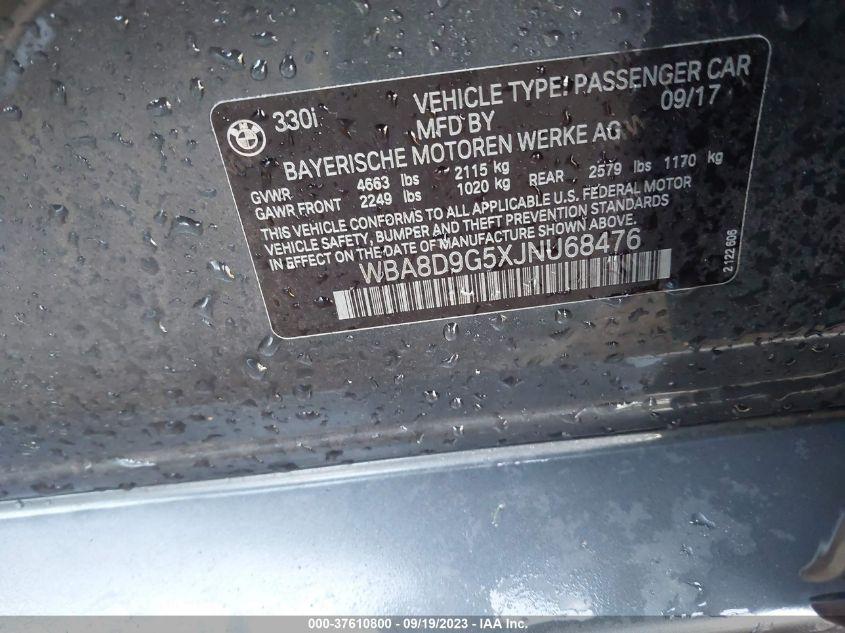 BMW
330i
VEHICLE TYPE: PASSENGER CAR
MFD BY 09/17
BAYERISCHE MOTOREN WERKE AG
GVWR 4663 lbs 2115 kg
GAWR FRONT 2249 lbs 1020 kg REAR 2579 lbs 1170 kg
THIS VEHICLE CONFORMS TO ALL APPLICABLE U.S. FEDERAL MOTOR
VEHICLE SAFETY, BUMPER AND THEFT PREVENTION STANDARDS
IN EFFECT ON THE DATE OF MANUFACTURE SHOWN ABOVE.
WBA8D9G5XJNU68476
2 122 606
000-37610800 - 09/19/2023 - IAA Inc.